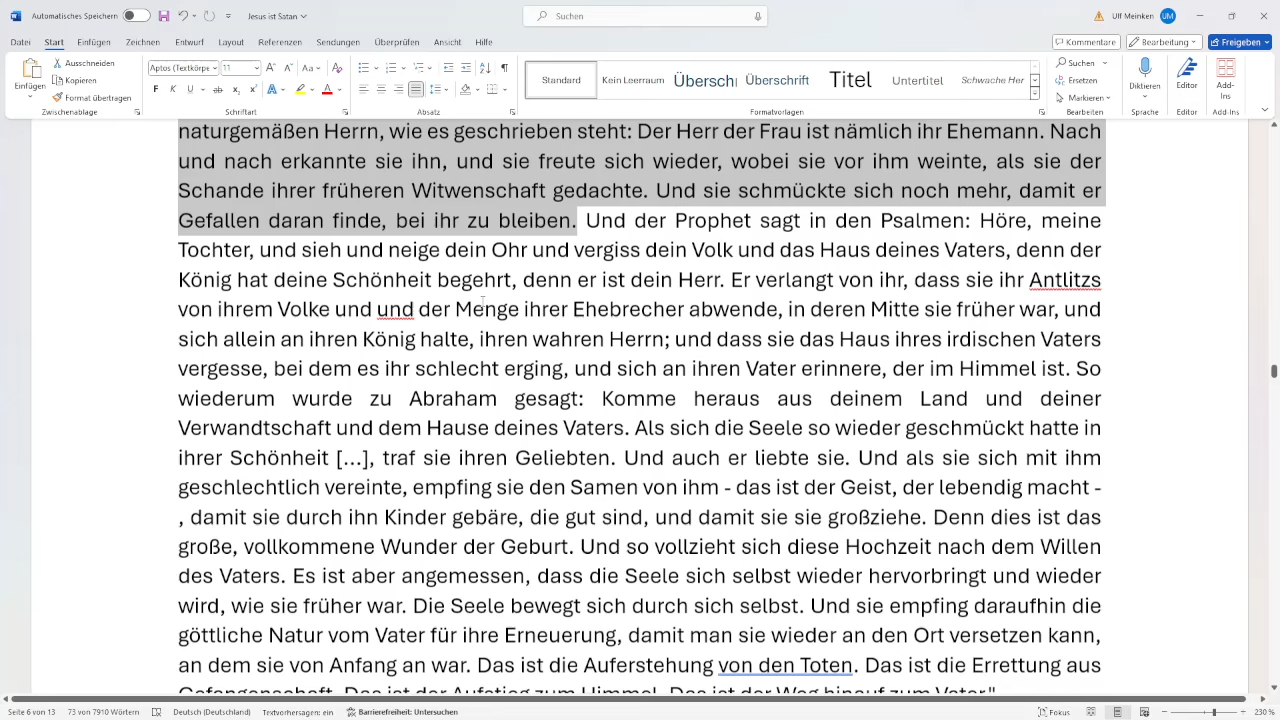 Automatisches Speichern
Jesus ist Satan
Suchen
Ulf Meinken
UM
Datei Start Einfügen Zeichnen Entwurf Layout Referenzen Sendungen Überprüfen Ansicht Hilfe
Kommentare
Bearbeitung
Freigeben
Einfügen
Ausschneiden
Kopieren
Format übertragen
Zwischenablage
Aptos (Textkörpe
11
F K U ab x₂ x²
Schriftart
Absatz
Standard
Kein Leerraum
Übersch
Überschrift
Titel
Untertitel
Schwache Her
Formatvorlagen
Suchen
Ersetzen
Markieren
Bearbeiten
Diktieren
Sprache
Editor
Editor
Add-Ins
Add-Ins
naturgemäßen Herrn, wie es geschrieben steht: Der Herr der Frau ist nämlich ihr Ehemann. Nach
und nach erkannte sie ihn, und sie freute sich wieder, wobei sie vor ihm weinte, als sie der
Schande ihrer früheren Witwenschaft gedachte. Und sie schmückte sich noch mehr, damit er
Gefallen daran finde, bei ihr zu bleiben. Und der Prophet sagt in den Psalmen: Höre, meine
Tochter, und sieh und neige dein Ohr und vergiss dein Volk und das Haus deines Vaters, denn der
König hat deine Schönheit begehrt, denn er ist dein Herr. Er verlangt von ihr, dass sie ihr Antlitzs
von ihrem Volke und und der Menge ihrer Ehebrecher abwende, in deren Mitte sie früher war, und
sich allein an ihren König halte, ihren wahren Herrn; und dass sie das Haus ihres irdischen Vaters
vergesse, bei dem es ihr schlecht erging, und sich an ihren Vater erinnere, der im Himmel ist. So
wiederum wurde zu Abraham gesagt: Komme heraus aus deinem Land und deiner
Verwandtschaft und dem Hause deines Vaters. Als sich die Seele so wieder geschmückt hatte in
ihrer Schönheit [...], traf sie ihren Geliebten. Und auch er liebte sie. Und als sie sich mit ihm
geschlechtlich vereinte, empfing sie den Samen von ihm - das ist der Geist, der lebendig macht -
, damit sie durch ihn Kinder gebäre, die gut sind, und damit sie sie großziehe. Denn dies ist das
große, vollkommene Wunder der Geburt. Und so vollzieht sich diese Hochzeit nach dem Willen
des Vaters. Es ist aber angemessen, dass die Seele sich selbst wieder hervorbringt und wieder
wird, wie sie früher war. Die Seele bewegt sich durch sich selbst. Und sie empfing daraufhin die
göttliche Natur vom Vater für ihre Erneuerung, damit man sie wieder an den Ort versetzen kann,
an dem sie von Anfang an war. Das ist die Auferstehung von den Toten. Das ist die Errettung aus
Gefangenschaft. Das ist der Aufstieg zum Himmel. Das ist der Weg hinauf zum Vater"
Seite 6 von 13
73 von 7910 Wörtern
Deutsch (Deutschland)
Textvorhersagen: ein
Barrierefreiheit: Untersuchen
Fokus
230 %